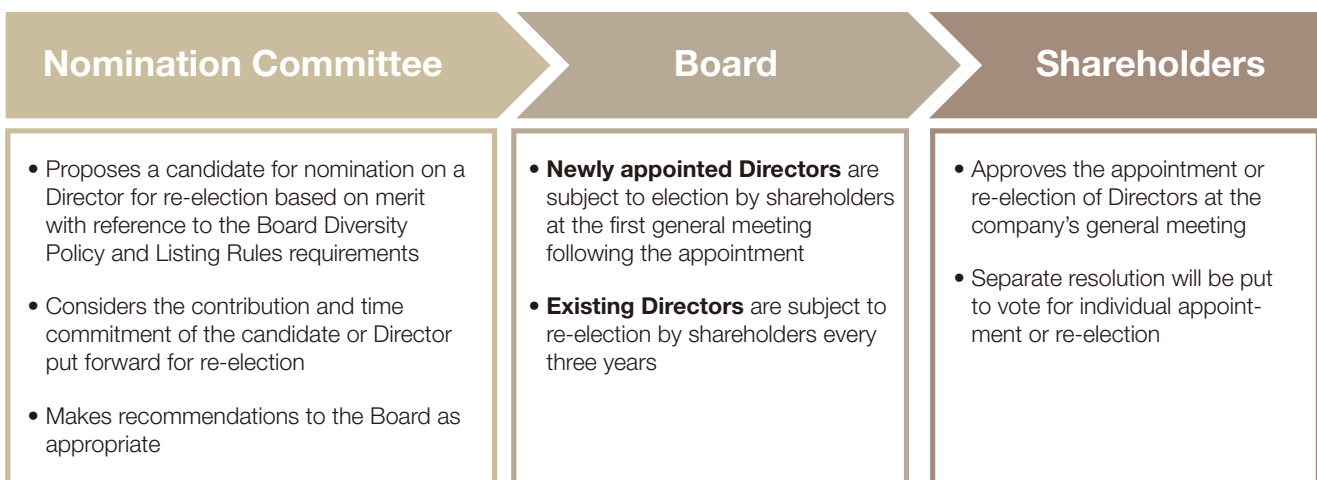 Nomination Committee
Board
Shareholders
• Proposes a candidate for nomination on a
Director for re-election based on merit
with reference to the Board Diversity
Policy and Listing Rules requirements
• Considers the contribution and time
commitment of the candidate or Director
put forward for re-election
• Makes recommendations to the Board as
appropriate
• Newly appointed Directors are
subject to election by shareholders
at the first general meeting
following the appointment
• Existing Directors are subject to
re-election by shareholders every
three years
• Approves the appointment or
re-election of Directors at the
company's general meeting
• Separate resolution will be put
to vote for individual appoint-
ment or re-election